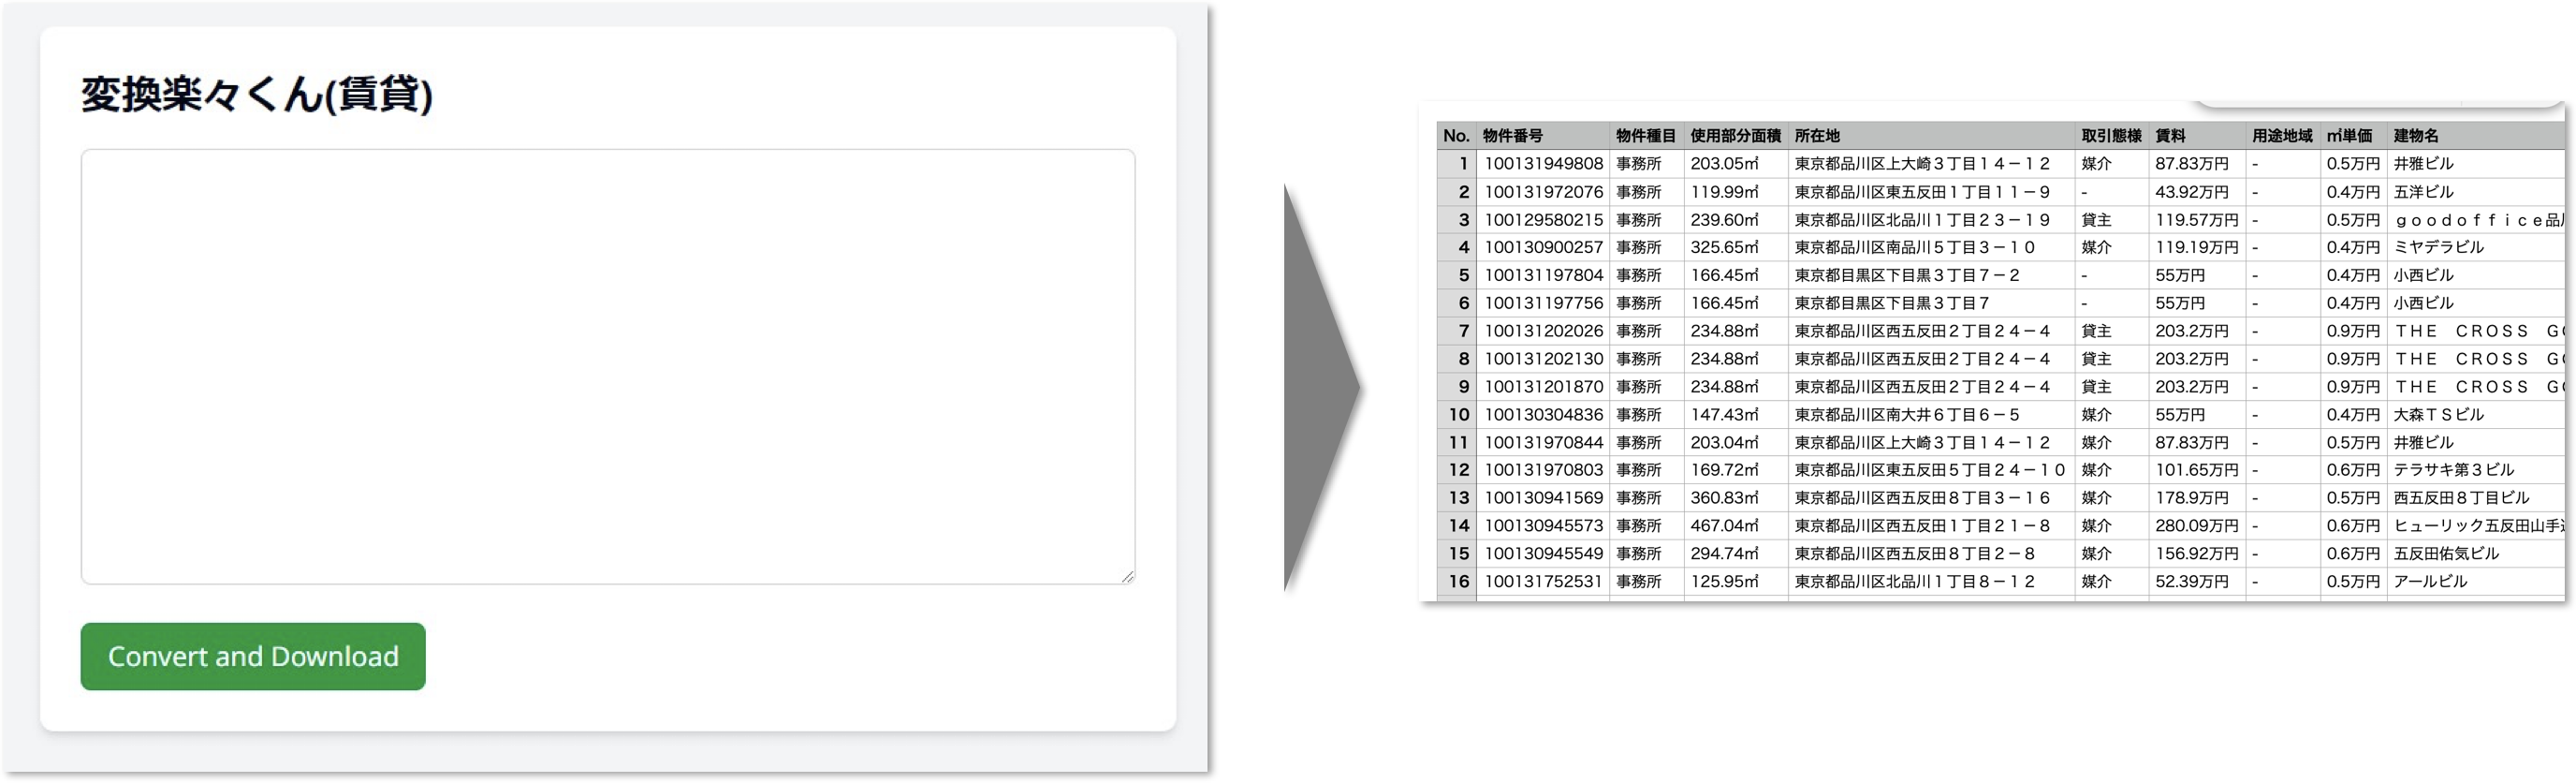 変換楽々くん(賃貸)
Convert and Download
No. 物件番号 物件種目 使用部分面積 所在地 取引態様 賃料 用途地域 ㎡単価 建物名
1 100131949808 事務所 203.05㎡ 東京都品川区上大崎３丁目１４－１２ 媒介 87.83万円 - 0.5万円 井雅ビル
2 100131972076 事務所 119.99㎡ 東京都品川区東五反田１丁目１１－９ - 43.92万円 - 0.4万円 五洋ビル
3 100129580215 事務所 239.60㎡ 東京都品川区北品川１丁目２３－１９ 貸主 119.57万円 - 0.5万円 ｇｏｏｄｏｆｆｉｃｅ品
4 100130900257 事務所 325.65㎡ 東京都品川区南品川５丁目３－１０ 媒介 119.19万円 - 0.4万円 ミヤデラビル
5 100131197804 事務所 166.45㎡ 東京都目黒区下目黒３丁目７－２ - 55万円 - 0.4万円 小西ビル
6 100131197756 事務所 166.45㎡ 東京都目黒区下目黒３丁目７ - 55万円 - 0.4万円 小西ビル
7 100131202026 事務所 234.88㎡ 東京都品川区西五反田２丁目２４－４ 貸主 203.2万円 - 0.9万円 ＴＨＥ　ＣＲＯＳＳ　Ｇ
8 100131202130 事務所 234.88㎡ 東京都品川区西五反田２丁目２４－４ 貸主 203.2万円 - 0.9万円 ＴＨＥ　ＣＲＯＳＳ　Ｇ
9 100131201870 事務所 234.88㎡ 東京都品川区西五反田２丁目２４－４ 貸主 203.2万円 - 0.9万円 ＴＨＥ　ＣＲＯＳＳ　Ｇ
10 100130304836 事務所 147.43㎡ 東京都品川区南大井６丁目６－５ 媒介 55万円 - 0.4万円 大森ＴＳビル
11 100131970844 事務所 203.04㎡ 東京都品川区上大崎３丁目１４－１２ 媒介 87.83万円 - 0.5万円 井雅ビル
12 100131970803 事務所 169.72㎡ 東京都品川区東五反田５丁目２４－１０ 媒介 101.65万円 - 0.6万円 テラサキ第３ビル
13 100130941569 事務所 360.83㎡ 東京都品川区西五反田８丁目３－１６ 媒介 178.9万円 - 0.5万円 西五反田８丁目ビル
14 100130945573 事務所 467.04㎡ 東京都品川区西五反田１丁目２１－８ 媒介 280.09万円 - 0.6万円 ヒューリック五反田山手
15 100130945549 事務所 294.74㎡ 東京都品川区西五反田８丁目２－８ 媒介 156.92万円 - 0.6万円 五反田佑気ビル
16 100131752531 事務所 125.95㎡ 東京都品川区北品川１丁目８－１２ 媒介 52.39万円 - 0.5万円 アールビル